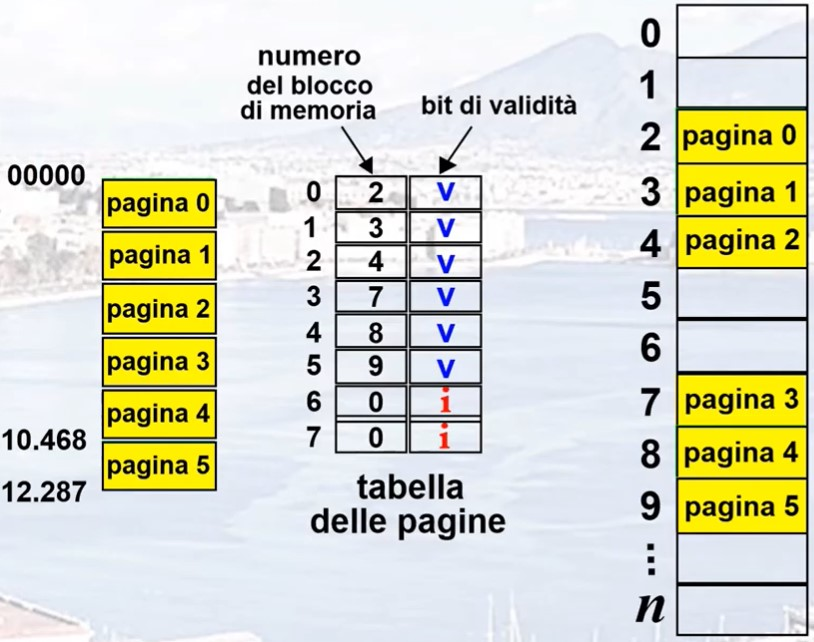 numero
del blocco
di memoria
bit di validità
00000
pagina 0
pagina 1
pagina 2
pagina 3
pagina 4
pagina 5
10.468
12.287
0 2 v
1 3 v
2 4 v
3 7 v
4 8 v
5 9 v
6 0 i
7 0 i
tabella
delle pagine
0
1
2 pagina 0
3 pagina 1
4 pagina 2
5
6
7 pagina 3
8 pagina 4
9 pagina 5
⋮
n